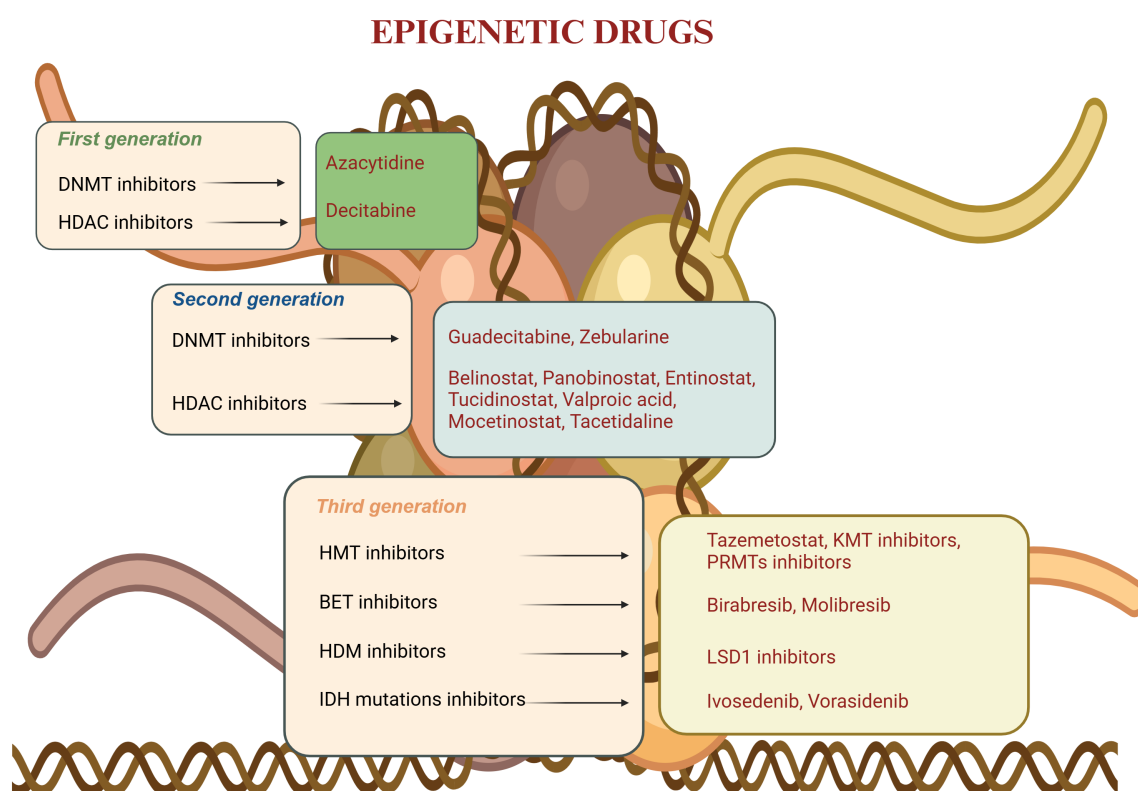 EPIGENETIC DRUGS
First generation
DNMT inhibitors
HDAC inhibitors
Azacytidine
Decitabine
Second generation
DNMT inhibitors
HDAC inhibitors
Guadecitabine, Zebularine
Belinostat, Panobinostat, Entinostat,
Tucidinostat, Valproic acid,
Mocetinostat, Tacetidaline
Third generation
HMT inhibitors
BET inhibitors
HDM inhibitors
IDH mutations inhibitors
Tazemetostat, KMT inhibitors,
PRMTs inhibitors
Birabresib, Molibresib
LSD1 inhibitors
Ivosedenib, Vorasidenib